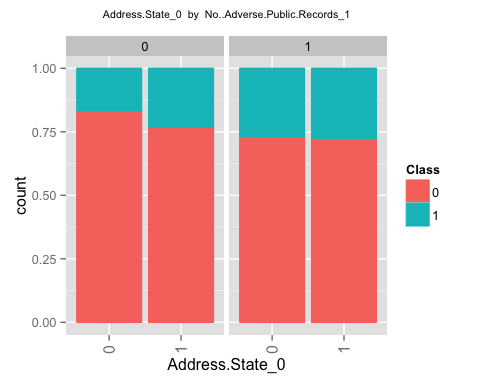 Address.State_0 by No..Adverse.Public.Records_1
0 1
1.00
0.75
0.50
0.25
0.00
count
0 1 0 1
Address.State_0
Class
0
1